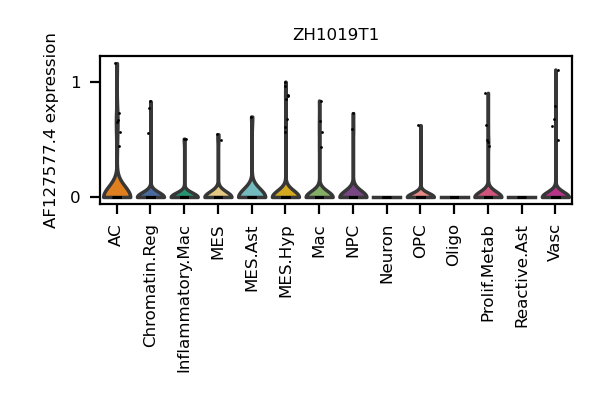 ZH1019T1
AF127577.4 expression
1
0
AC
Chromatin.Reg
Inflammatory.Mac
MES
MES.Ast
MES.Hyp
Mac
NPC
Neuron
OPC
Oligo
Prolif.Metab
Reactive.Ast
Vasc